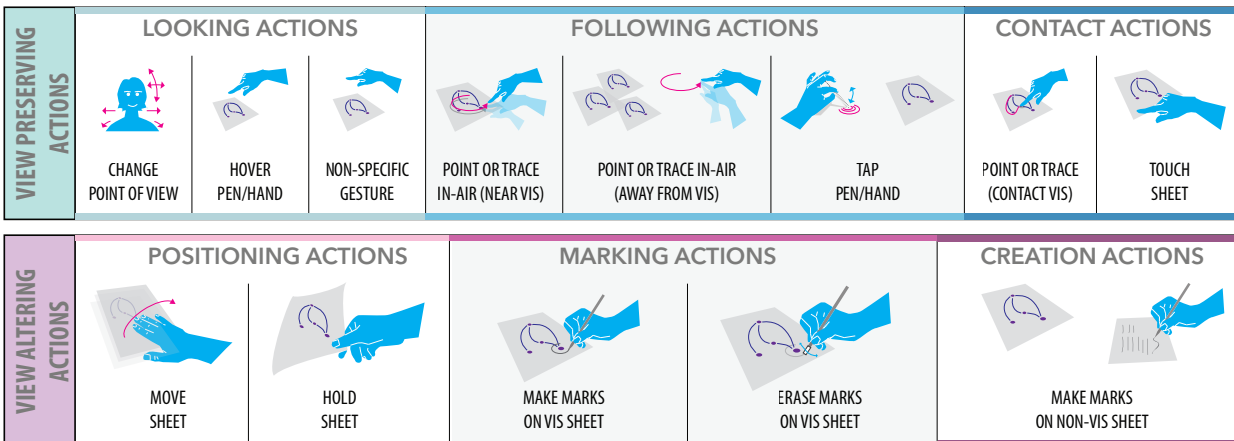 VIEW PRESERVING
ACTIONS
LOOKING ACTIONS
FOLLOWING ACTIONS
CONTACT ACTIONS
CHANGE
POINT OF VIEW
HOVER
PEN/HAND
NON-SPECIFIC
GESTURE
POINT OR TRACE
IN-AIR (NEAR VIS)
POINT OR TRACE IN-AIR
(AWAY FROM VIS)
TAP
PEN/HAND
POINT OR TRACE
(CONTACT VIS)
TOUCH
SHEET
VIEW ALTERING
ACTIONS
POSITIONING ACTIONS
MARKING ACTIONS
CREATION ACTIONS
MOVE
SHEET
HOLD
SHEET
MAKE MARKS
ON VIS SHEET
ERASE MARKS
ON VIS SHEET
MAKE MARKS
ON NON-VIS SHEET